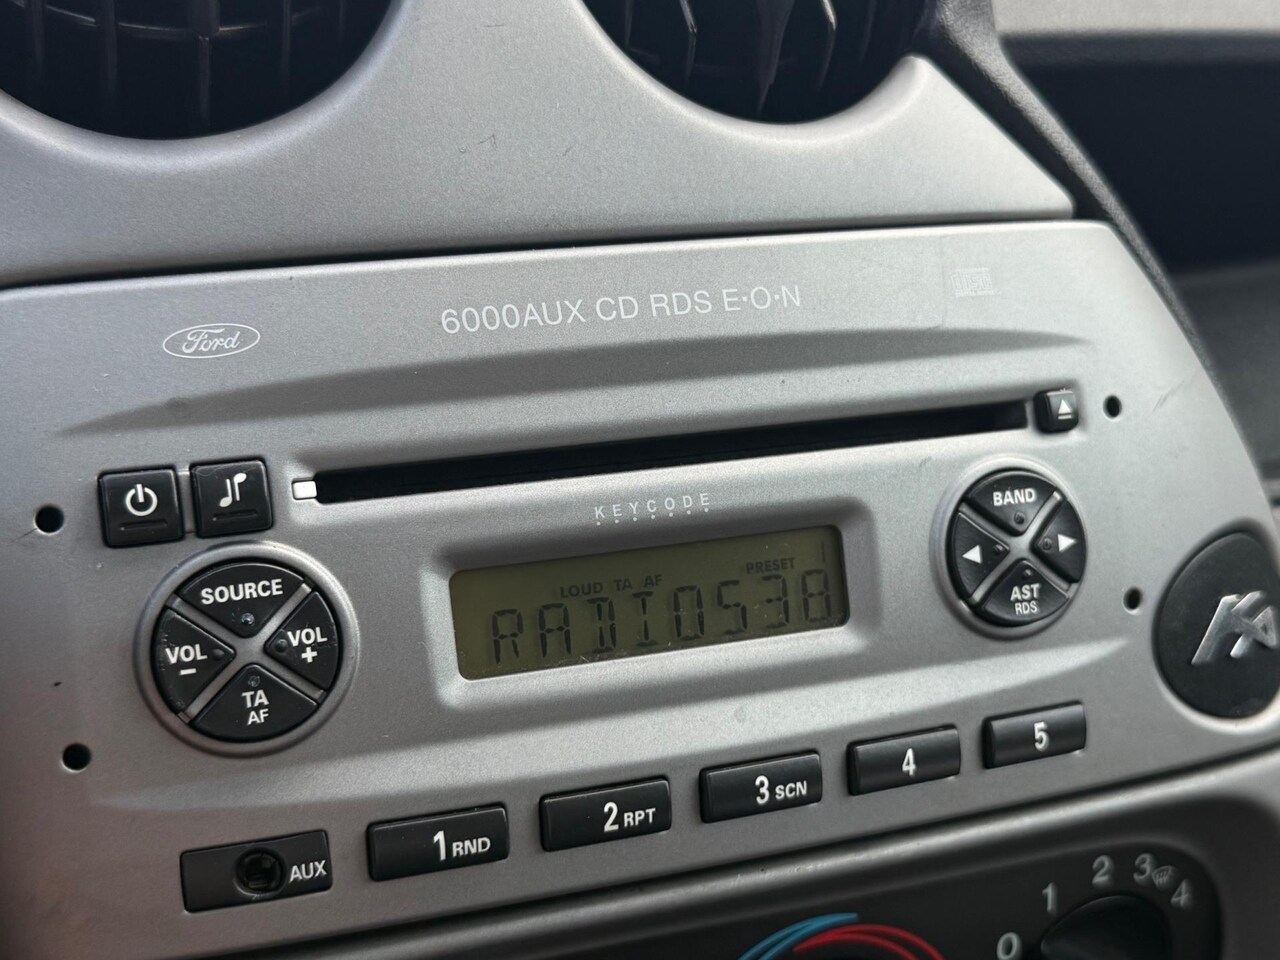 Ford
6000AUX CD RDS E·O·N
KEYCODE
LOUD TA AF
PRESET 1
RADIO538
SOURCE
VOL -
VOL +
TA
AF
BAND
AST
RDS
AUX
1 RND
2 RPT
3 SCN
4
5
0
1
2
3
4